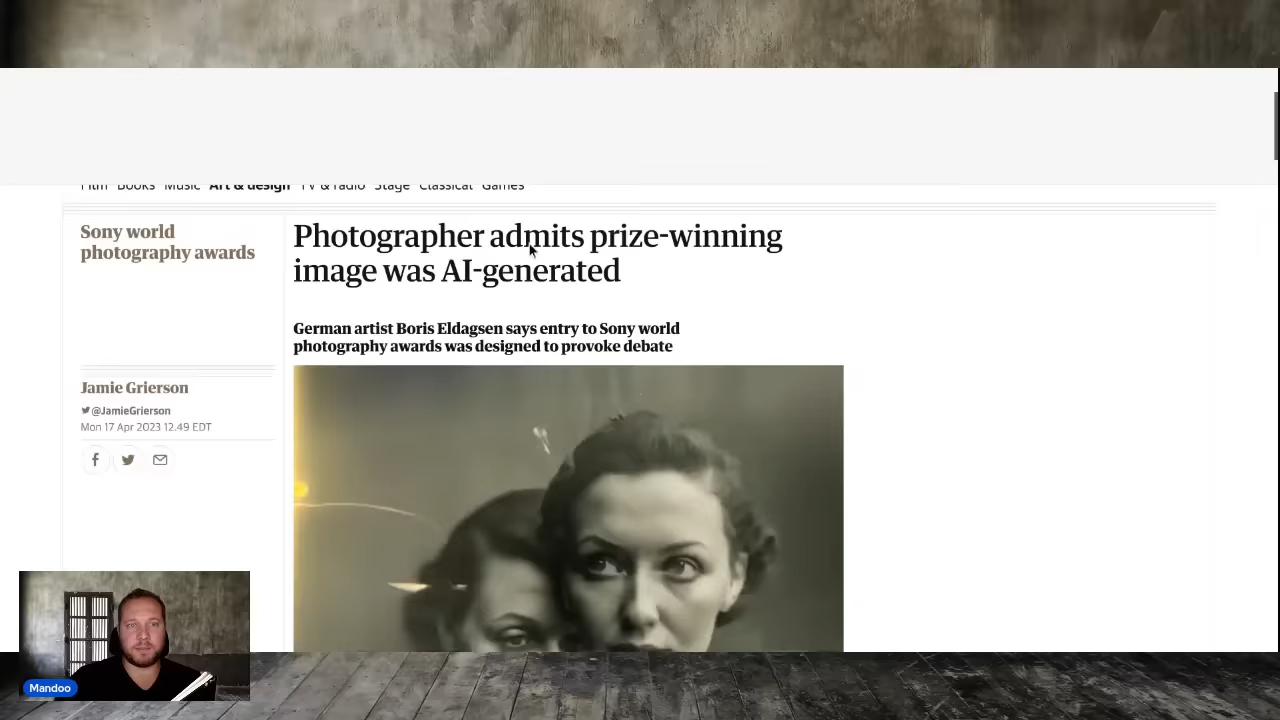 Film Books Music Art & design TV & radio Stage Classical Games
Sony world
photography awards
Photographer admits prize-winning
image was AI-generated
German artist Boris Eldagsen says entry to Sony world
photography awards was designed to provoke debate
Jamie Grierson
@JamieGrierson
Mon 17 Apr 2023 12.49 EDT
Mandoo